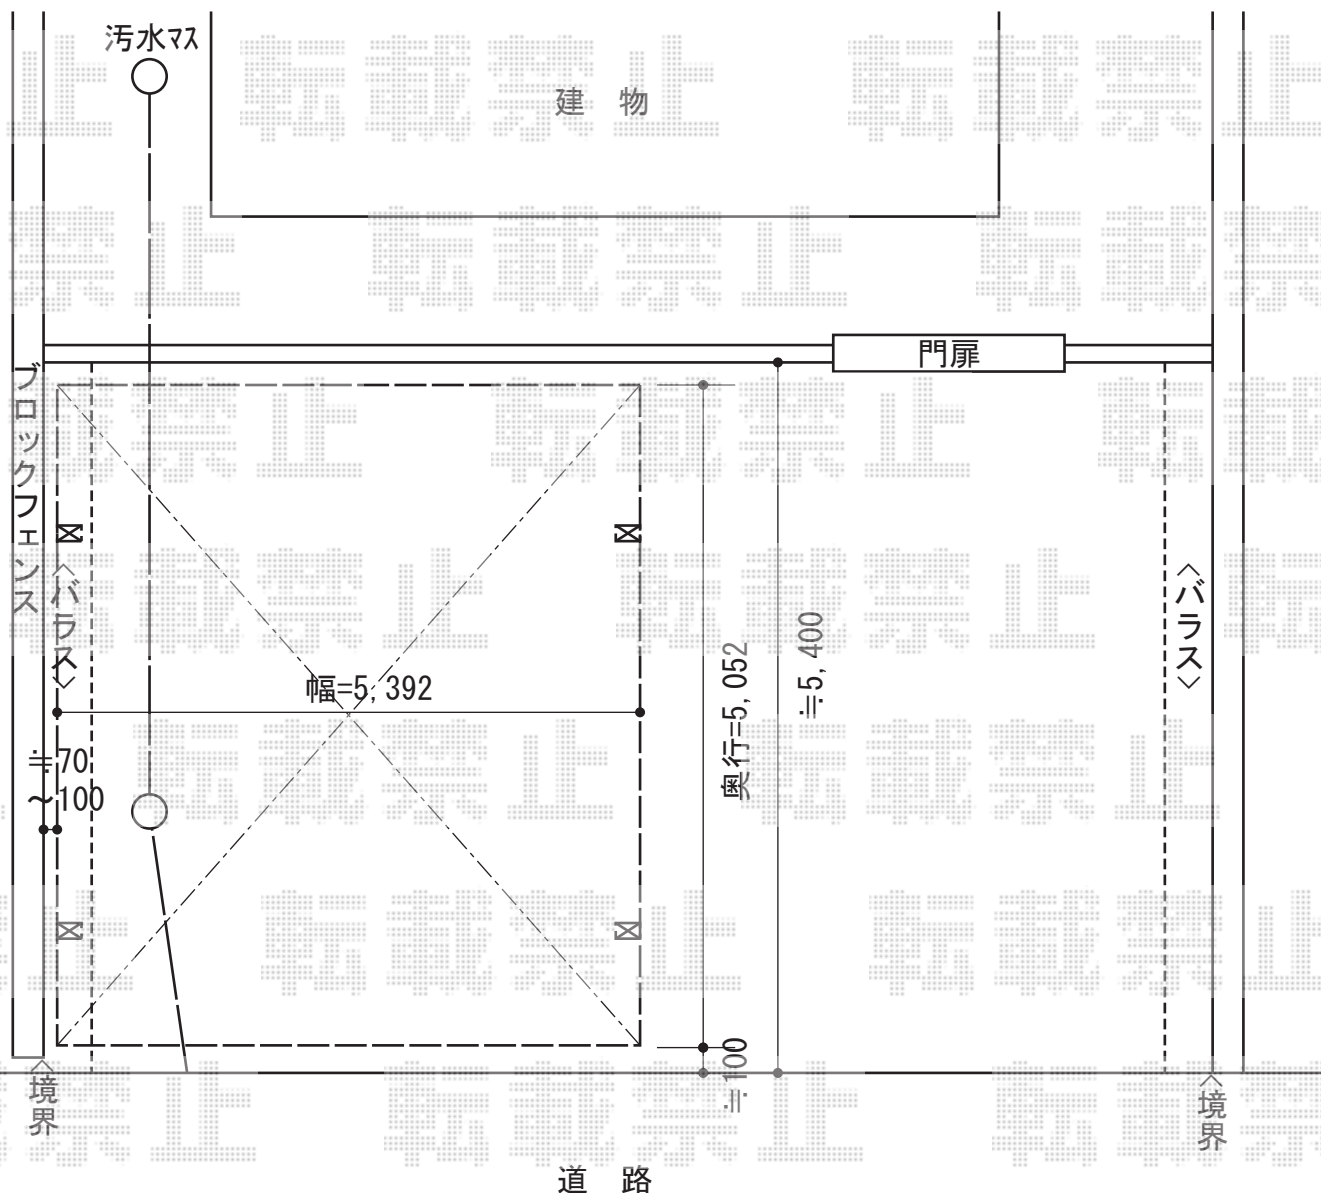 汚水ﾏｽ
建　物
門扉
ブロックフェンス
〈バラス〉
〈バラス〉
幅=5,392
奥行=5,052
≒5,400
≒70
～100
≒100
〈境界
〈境界
道　路
転載禁止